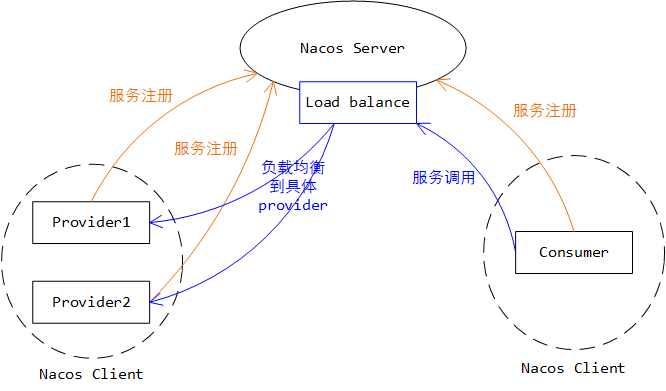 Nacos Server
Load balance
服务注册
服务注册
服务注册
负载均衡
到具体
provider
服务调用
Provider1
Consumer
Provider2
Nacos Client
Nacos Client